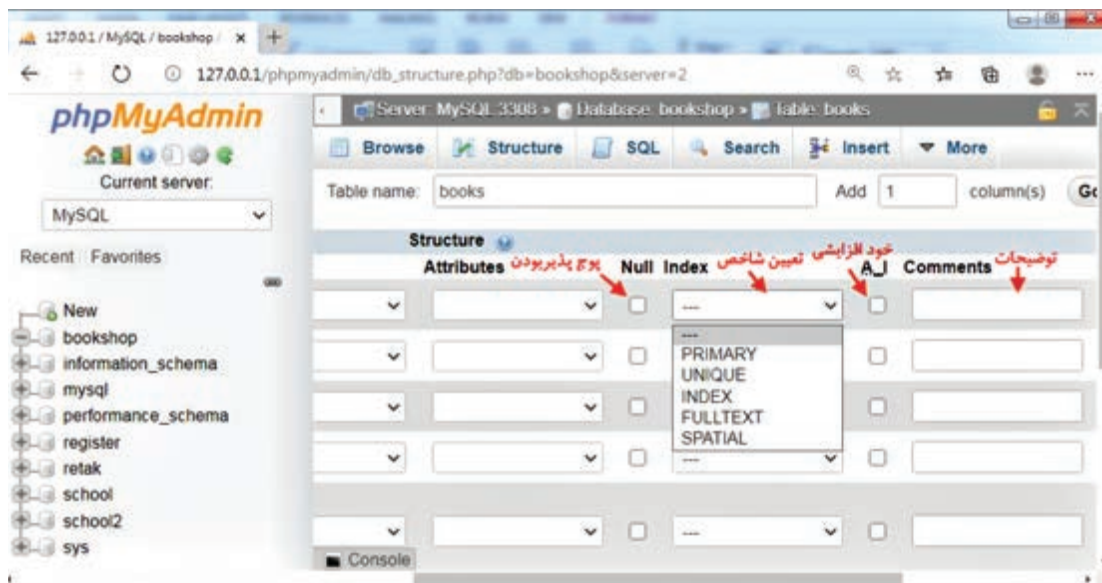 127.0.0.1 / MySQL / bookshop /
127.0.0.1/phpmyadmin/db_structure.php?db=bookshop&server=2
phpMyAdmin
Current server:
MySQL
Recent Favorites
New
bookshop
information_schema
mysql
performance_schema
register
retak
school
school2
sys
Server: MySQL:3308 » Database: bookshop » Table: books
Browse Structure SQL Search Insert More
Table name: books Add 1 column(s) Go
Structure
Attributes پوچ پذیربودن Null Index تعیین شاخص خود افزایشی A_I Comments توضیحات
---
---
PRIMARY
UNIQUE
INDEX
FULLTEXT
SPATIAL
---
---
Console